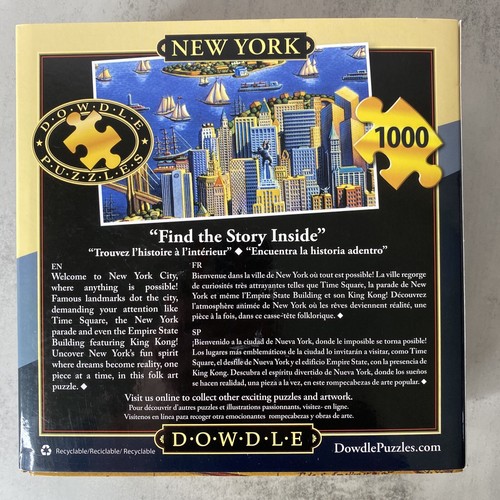 NEW YORK
DOWDLE
PUZZLES
1000
“Find the Story Inside”
“Trouvez l’histoire à l’intérieur” ◆ “Encuentra la historia adentro”
EN
Welcome to New York City,
where anything is possible!
Famous landmarks dot the city,
demanding your attention like
Time Square, the New York
parade and even the Empire State
Building featuring King Kong!
Uncover New York’s fun spirit
where dreams become reality, one
piece at a time, in this folk art
puzzle. ◆
FR
Bienvenue dans la ville de New York où tout est possible! La ville regorge
de curiosités très attrayantes telles que Time Square, la parade de New
York et même l’Empire State Building et son King Kong! Découvrez
l’atmosphère animée de New York où les rêves deviennent réalité, une
pièce à la fois, dans ce casse-tête folklorique. ◆
SP
¡Bienvenido a la ciudad de Nueva York, donde le imposible se torna posible!
Los lugares más emblemáticos de la ciudad lo invitarán a visitar, como Time
Square, el desfile de Nueva York y el edificio Empire State, con la presencia de
King Kong. Descubra el espíritu divertido de Nueva York, donde los sueños
se hacen realidad, una pieza a la vez, en este rompecabezas de arte popular. ◆
Visit us online to collect other exciting puzzles and artwork.
Pour découvrir d’autres puzzles et illustrations passionnants, visitez- en ligne.
Visítenos en línea para recoger otra emocionantes rompecabezas y obras de arte.
Recyclable/Reciclable/ Recyclable
D•O•W•D•L•E
DowdlePuzzles.com